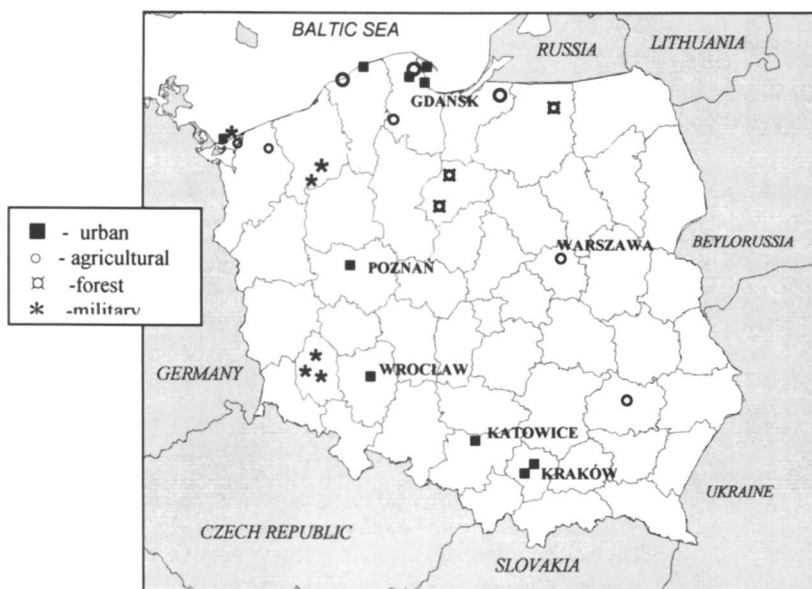 BALTIC SEA
RUSSIA
LITHUANIA
GDAŃSK
- urban
- agricultural
-forest
-military
WARSZAWA
BEYLORUSSIA
POZNAŃ
GERMANY
WROCŁAW
KATOWICE
KRAKÓW
UKRAINE
CZECH REPUBLIC
SLOVAKIA